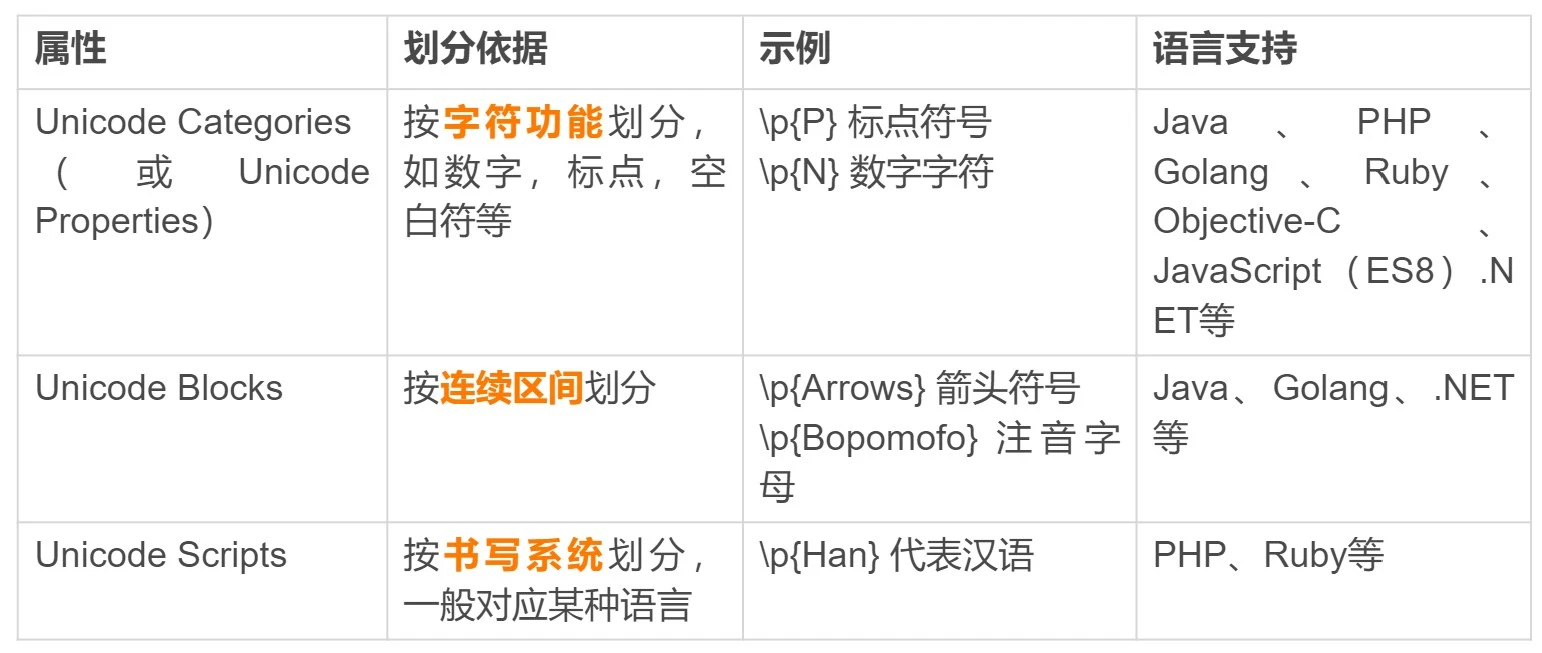 属性 划分依据 示例 语言支持
Unicode Categories
（或 Unicode
Properties）
按字符功能划分，
如数字，标点，空
白符等
\p{P} 标点符号
\p{N} 数字字符
Java、PHP、
Golang、Ruby、
Objective-C、
JavaScript（ES8）.N
ET等
Unicode Blocks
按连续区间划分
\p{Arrows} 箭头符号
\p{Bopomofo} 注音字
母
Java、Golang、.NET
等
Unicode Scripts
按书写系统划分，
一般对应某种语言
\p{Han} 代表汉语
PHP、Ruby等